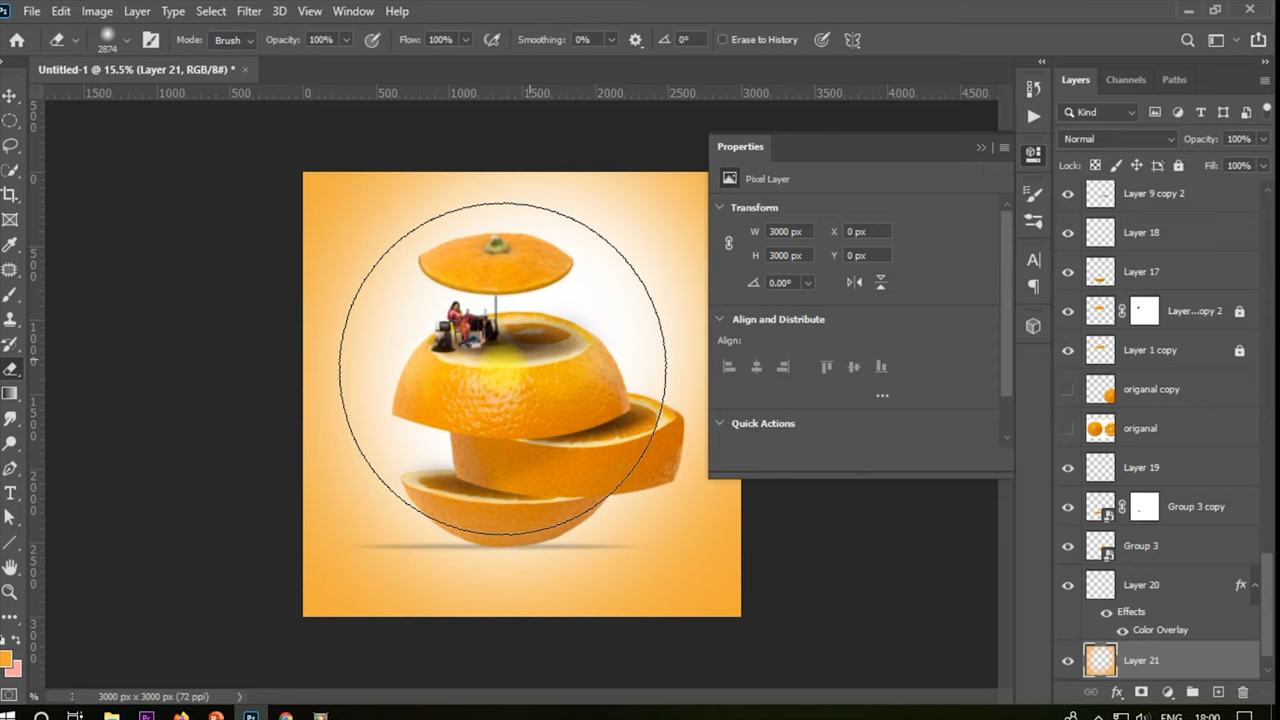 Ps File Edit Image Layer Type Select Filter 3D View Window Help
2874 Mode: Brush Opacity: 100% Flow: 100% Smoothing: 0% 0° Erase to History
Untitled-1 @ 15.5% (Layer 21, RGB/8#) * ×
1500 1000 500 0 500 1000 1500 2000 2500 3000 3500 4000 4500
Properties
Pixel Layer
Transform
W 3000 px X 0 px
H 3000 px Y 0 px
0.00°
Align and Distribute
Align:
Quick Actions
Layers Channels Paths
Kind
Normal Opacity: 100%
Lock: Fill: 100%
Layer 9 copy 2
Layer 18
Layer 17
Layer...opy 2
Layer 1 copy
origanal copy
origanal
Layer 19
Group 3 copy
Group 3
Layer 20 fx
Effects
Color Overlay
Layer 21
% 3000 px x 3000 px (72 ppi)
ENG 18:00